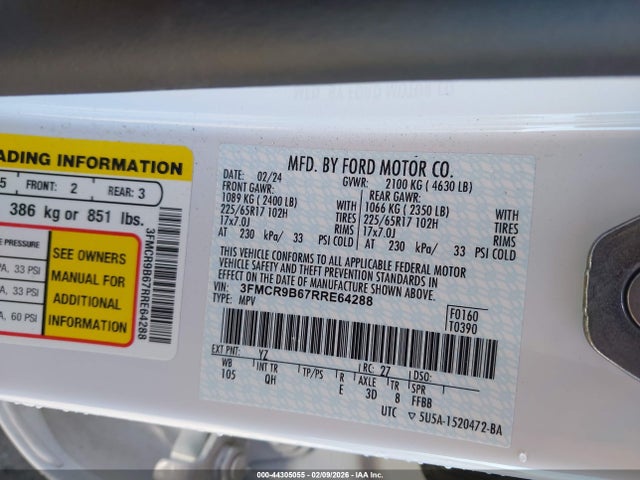 ADING INFORMATION
5 FRONT: 2 REAR: 3
386 kg or 851 lbs.
E PRESSURE
PA, 33 PSI
A, 33 PSI
A, 60 PSI
SEE OWNERS
MANUAL FOR
ADDITIONAL
INFORMATION
3FMCR9B67RRE64288
MFD. BY FORD MOTOR CO.
DATE: 02/24 GVWR: 2100 KG ( 4630 LB)
FRONT GAWR: REAR GAWR:
1089 KG ( 2400 LB) 1066 KG ( 2350 LB)
225/65R17 102H TIRES 225/65R17 102H TIRES
17x7.0J RIMS 17x7.0J RIMS
AT 230 kPa/ 33 PSI COLD AT 230 kPa/ 33 PSI COLD
THIS VEHICLE CONFORMS TO ALL APPLICABLE FEDERAL MOTOR
VEHICLE SAFETY AND THEFT PREVENTION STANDARDS IN
EFFECT ON THE DATE OF MANUFACTURE SHOWN ABOVE.
VIN: 3FMCR9B67RRE64288
TYPE: MPV
F0160
T0390
EXT PNT: YZ RC: 27 DSO:
WB INT TR TP/PS R AXLE TR SPR
105 QH E 3D 8 FFBB
UTC 5U5A-1520472-BA
000-44305055 - 02/09/2026 - IAAI.com